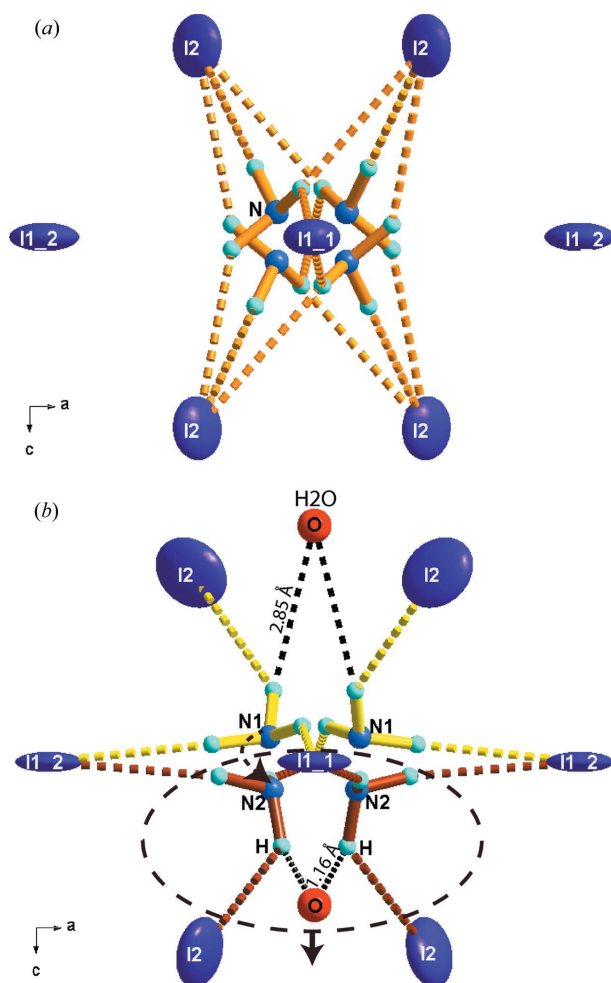 (a)
I2 I2
N
I1_2 I1_1 I1_2
I2 I2
a
c
(b)
H2O
O
I2 I2
2.85 Å
N1 N1
I1_2 I1_1 I1_2
N2 N2
H H
1.16 Å
O
I2 I2
a
c